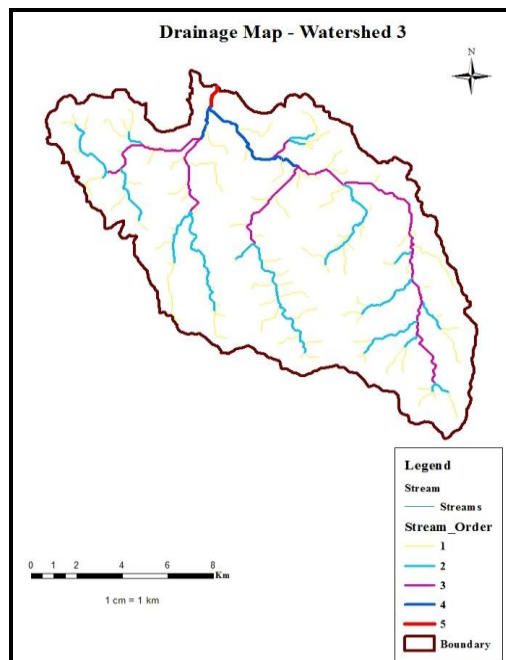 Drainage Map - Watershed 3
N
Legend
Stream
Streams
Stream_Order
1
2
3
4
5
Boundary
0 1 2 4 6 8
Km
1 cm = 1 km